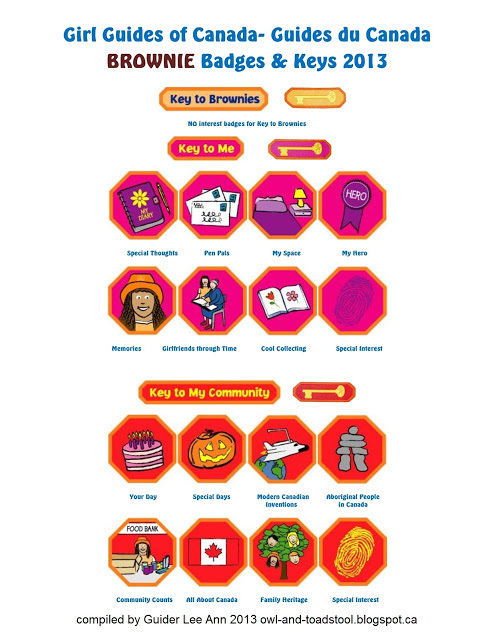 Girl Guides of Canada- Guides du Canada
BROWNIE Badges & Keys 2013
Key to Brownies
NO interest badges for Key to Brownies
Key to Me
MY
DIARY
HERO
Special Thoughts Pen Pals My Space My Hero
Memories Girlfriends through Time Cool Collecting Special Interest
Key to My Community
Your Day Special Days Modern Canadian Inventions Aboriginal People in Canada
FOOD BANK
Community Counts All About Canada Family Heritage Special Interest
compiled by Guider Lee Ann 2013 owl-and-toadstool.blogspot.ca